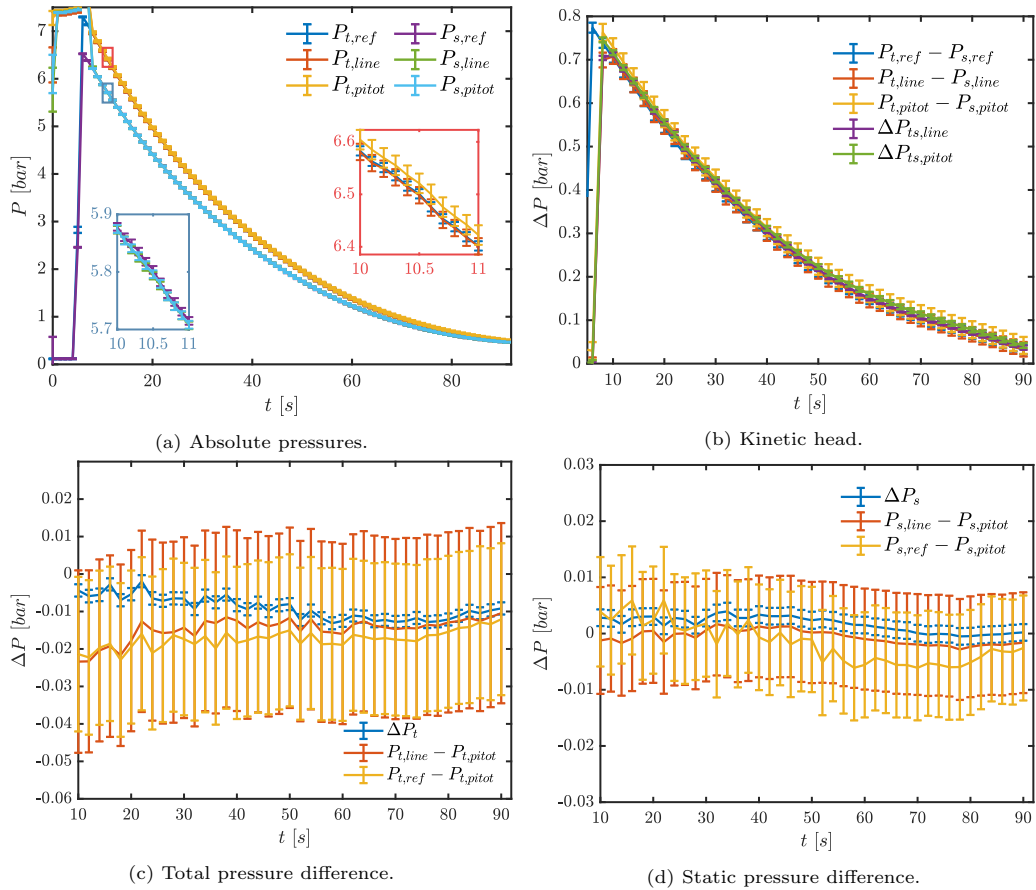 7
6
5
4
3
2
1
0
P [bar]
P_{t,ref}
P_{s,ref}
P_{t,line}
P_{s,line}
P_{t,pitot}
P_{s,pitot}
6.6
6.5
6.4
10
10.5
11
5.9
5.8
5.7
10
10.5
11
0
20
40
60
80
t [s]
(a) Absolute pressures.
0.8
0.7
0.6
0.5
0.4
0.3
0.2
0.1
0
ΔP [bar]
P_{t,ref} − P_{s,ref}
P_{t,line} − P_{s,line}
P_{t,pitot} − P_{s,pitot}
ΔP_{ts,line}
ΔP_{ts,pitot}
10
20
30
40
50
60
70
80
90
t [s]
(b) Kinetic head.
0.03
0.02
0.01
0
-0.01
-0.02
-0.03
-0.04
-0.05
-0.06
ΔP [bar]
ΔP_t
P_{t,line} − P_{t,pitot}
P_{t,ref} − P_{t,pitot}
10
20
30
40
50
60
70
80
90
t [s]
(c) Total pressure difference.
0.03
0.02
0.01
0
-0.01
-0.02
-0.03
ΔP [bar]
ΔP_s
P_{s,line} − P_{s,pitot}
P_{s,ref} − P_{s,pitot}
10
20
30
40
50
60
70
80
90
t [s]
(d) Static pressure difference.